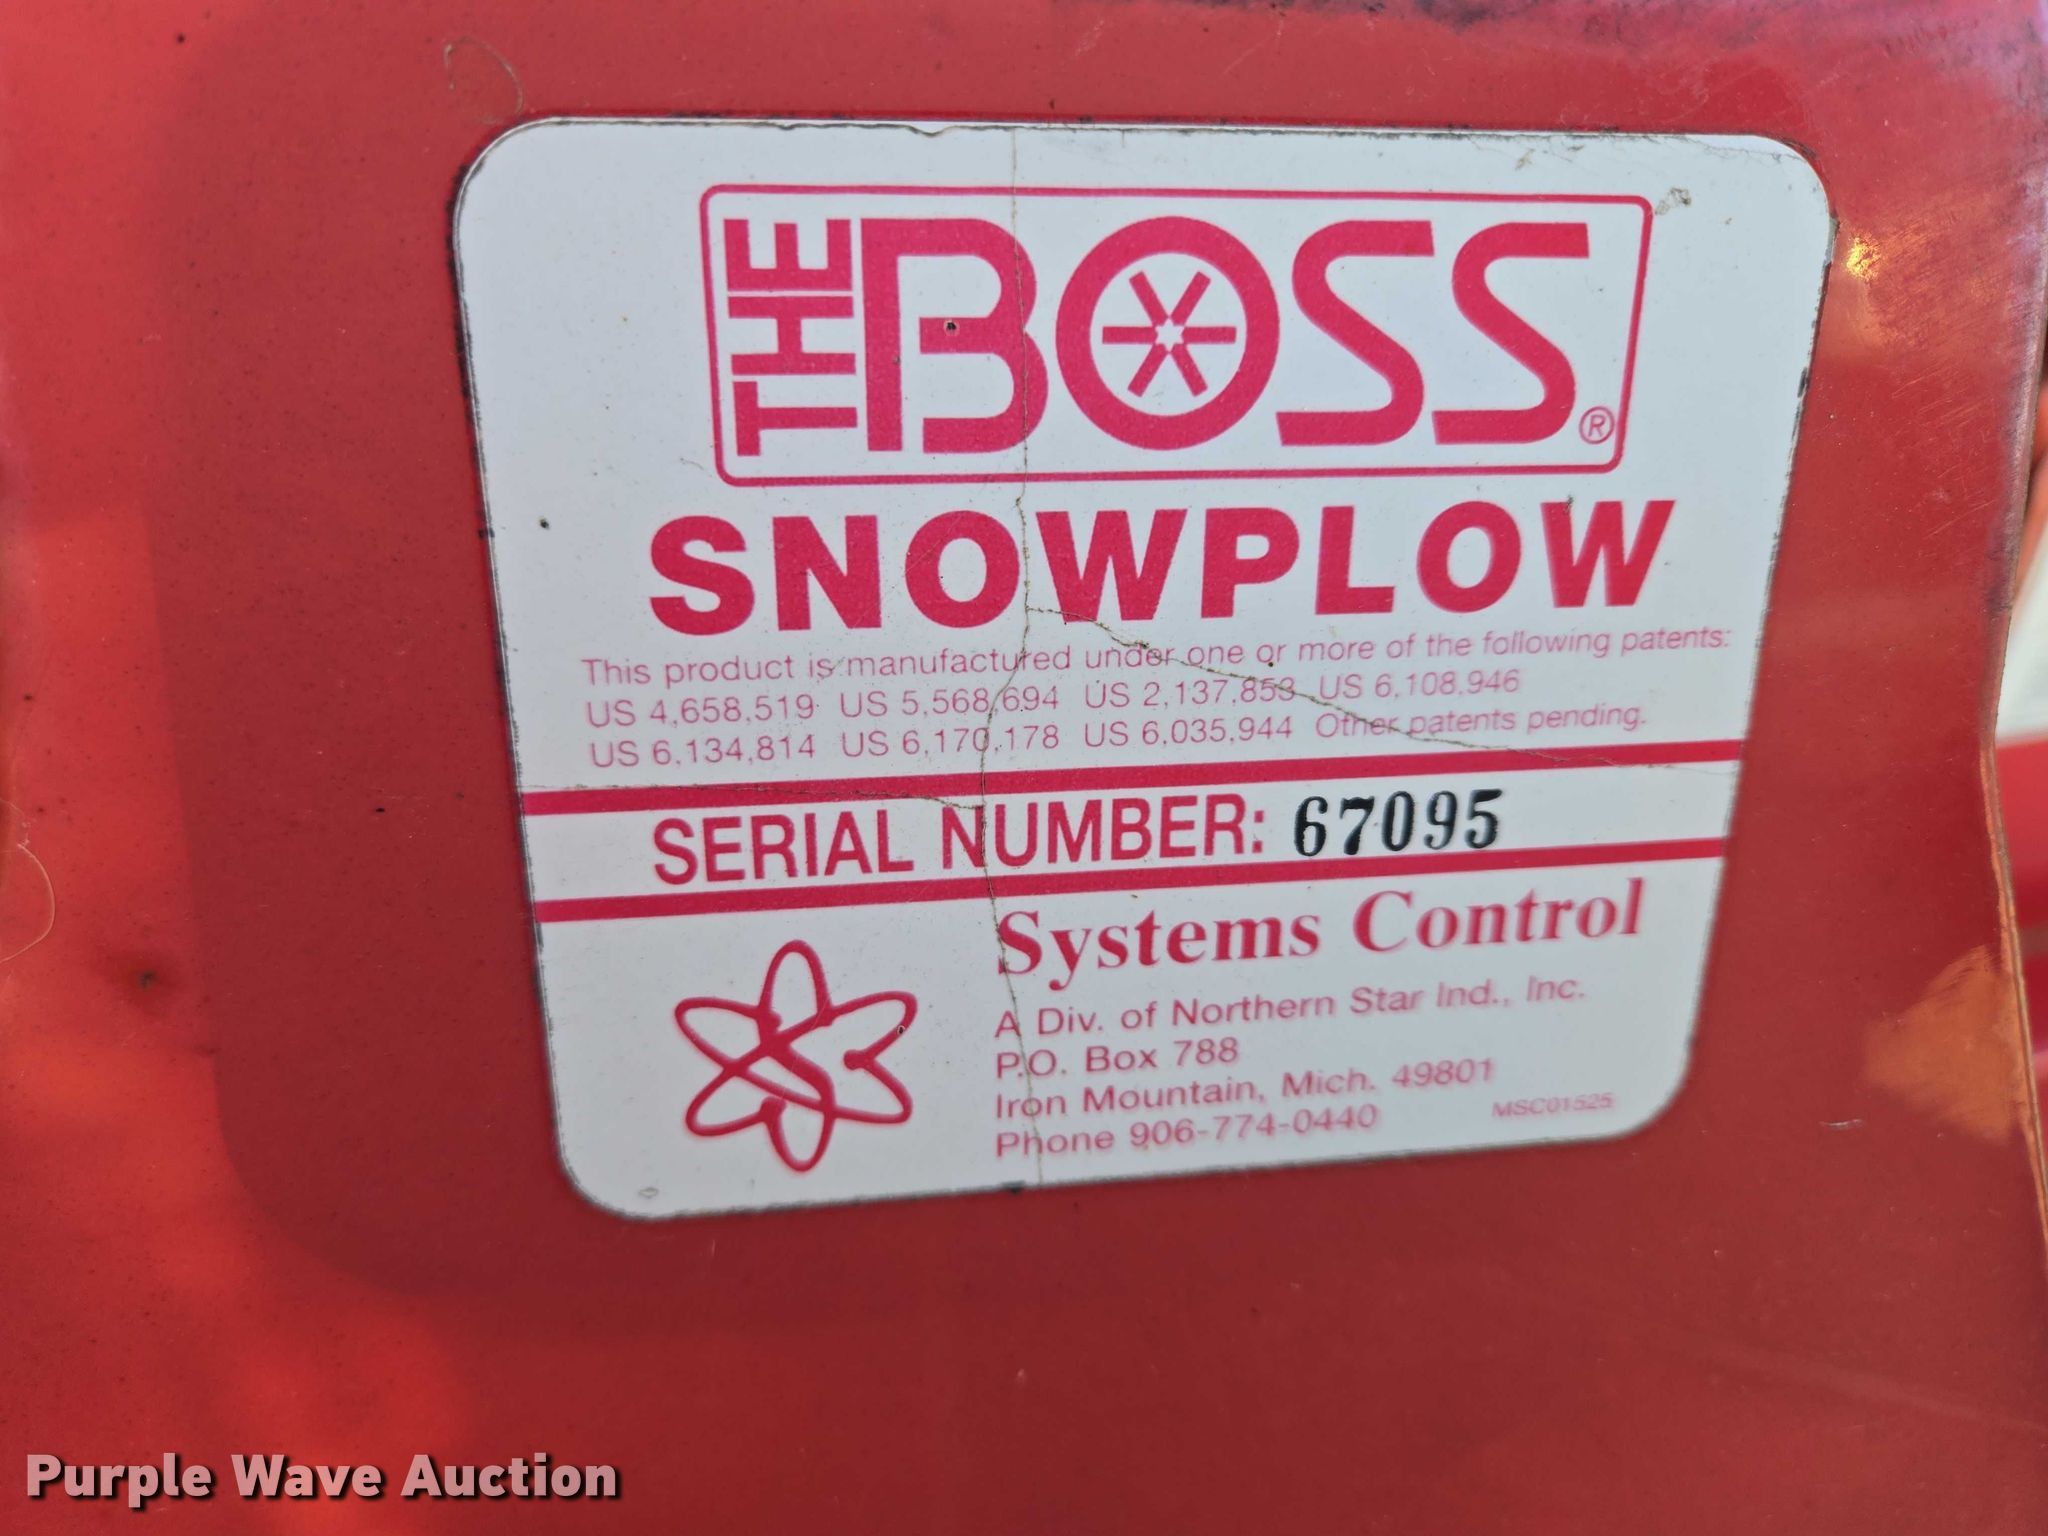 THE BOSS®
SNOWPLOW
This product is manufactured under one or more of the following patents:
US 4,658,519 US 5,568,694 US 2,137,853 US 6,108,946
US 6,134,814 US 6,170,178 US 6,035,944 Other patents pending.
SERIAL NUMBER: 67095
Systems Control
A Div. of Northern Star Ind., Inc.
P.O. Box 788
Iron Mountain, Mich. 49801
Phone 906-774-0440
MSC01525
Purple Wave Auction